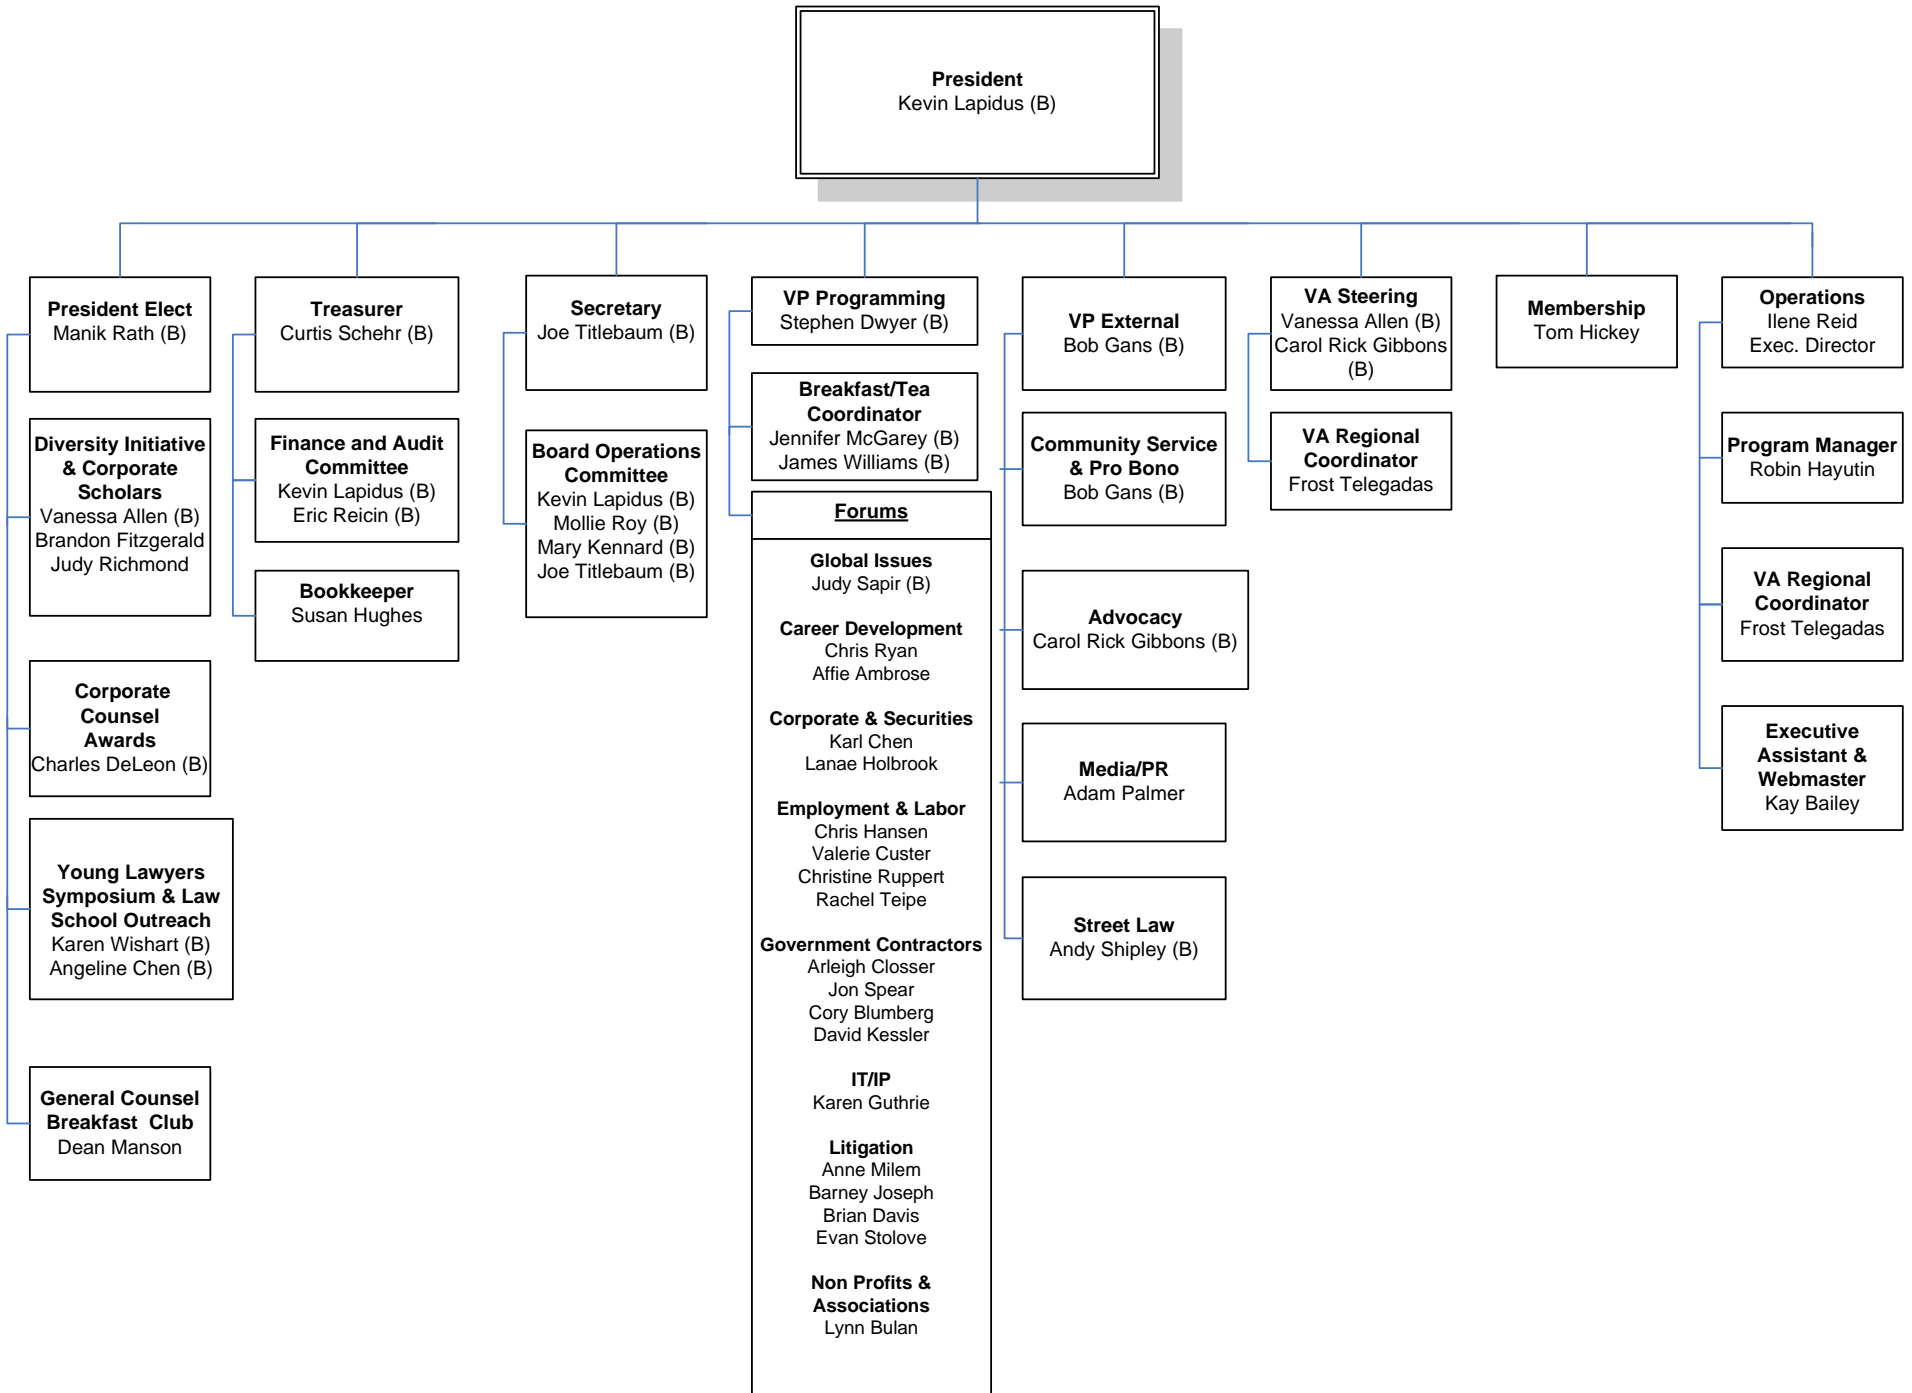 President
Kevin Lapidus (B)
President Elect
Manik Rath (B)
Diversity Initiative
& Corporate
Scholars
Vanessa Allen (B)
Brandon Fitzgerald
Judy Richmond
Corporate
Counsel
Awards
Charles DeLeon (B)
Young Lawyers
Symposium & Law
School Outreach
Karen Wishart (B)
Angeline Chen (B)
General Counsel
Breakfast  Club
Dean Manson
Treasurer
Curtis Schehr (B)
Finance and Audit
Committee
Kevin Lapidus (B)
Eric Reicin (B)
Bookkeeper
Susan Hughes
Secretary
Joe Titlebaum (B)
Board Operations
Committee
Kevin Lapidus (B)
Mollie Roy (B)
Mary Kennard (B)
Joe Titlebaum (B)
VP Programming
Stephen Dwyer (B)
Breakfast/Tea
Coordinator
Jennifer McGarey (B)
James Williams (B)
Forums
Global Issues
Judy Sapir (B)
Career Development
Chris Ryan
Affie Ambrose
Corporate & Securities
Karl Chen
Lanae Holbrook
Employment & Labor
Chris Hansen
Valerie Custer
Christine Ruppert
Rachel Teipe
Government Contractors
Arleigh Closser
Jon Spear
Cory Blumberg
David Kessler
IT/IP
Karen Guthrie
Litigation
Anne Milem
Barney Joseph
Brian Davis
Evan Stolove
Non Profits &
Associations
Lynn Bulan
VP External
Bob Gans (B)
Community Service
& Pro Bono
Bob Gans (B)
Advocacy
Carol Rick Gibbons (B)
Media/PR
Adam Palmer
Street Law
Andy Shipley (B)
VA Steering
Vanessa Allen (B)
Carol Rick Gibbons
(B)
VA Regional
Coordinator
Frost Telegadas
Membership
Tom Hickey
Operations
Ilene Reid
Exec. Director
Program Manager
Robin Hayutin
VA Regional
Coordinator
Frost Telegadas
Executive
Assistant &
Webmaster
Kay Bailey